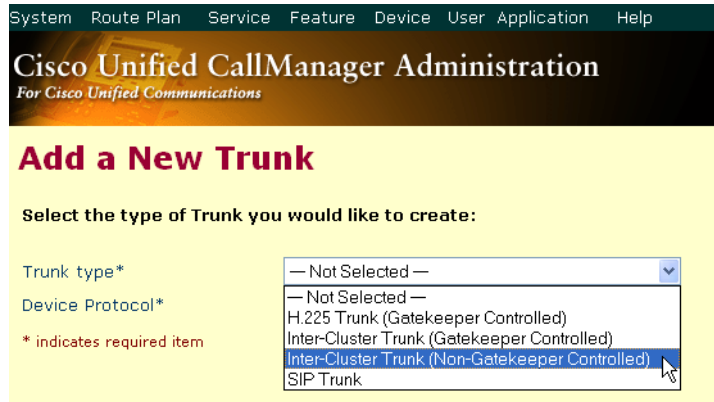 System Route Plan Service Feature Device User Application Help
Cisco Unified CallManager Administration
For Cisco Unified Communications
Add a New Trunk
Select the type of Trunk you would like to create:
Trunk type* — Not Selected —
Device Protocol* — Not Selected —
H.225 Trunk (Gatekeeper Controlled)
Inter-Cluster Trunk (Gatekeeper Controlled)
* indicates required item
Inter-Cluster Trunk (Non-Gatekeeper Controlled)
SIP Trunk